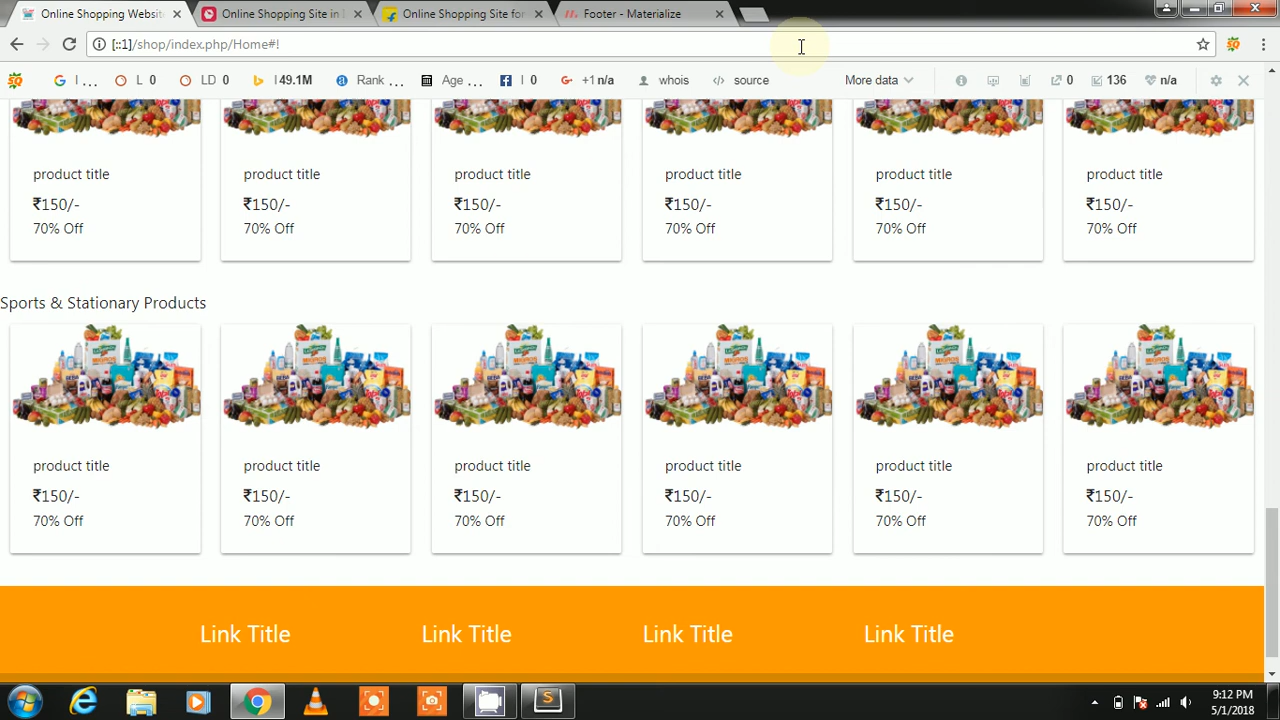 Online Shopping Websit
Online Shopping Site in
Online Shopping Site for
Footer - Materialize
[::1]/shop/index.php/Home#!
I ...
L 0
LD 0
I 49.1M
Rank ...
Age ...
I 0
+1 n/a
whois
source
More data
0
136
n/a
product title
product title
product title
product title
product title
product title
₹150/-
₹150/-
₹150/-
₹150/-
₹150/-
₹150/-
70% Off
70% Off
70% Off
70% Off
70% Off
70% Off
Sports & Stationary Products
product title
product title
product title
product title
product title
product title
₹150/-
₹150/-
₹150/-
₹150/-
₹150/-
₹150/-
70% Off
70% Off
70% Off
70% Off
70% Off
70% Off
Link Title
Link Title
Link Title
Link Title
9:12 PM
5/1/2018